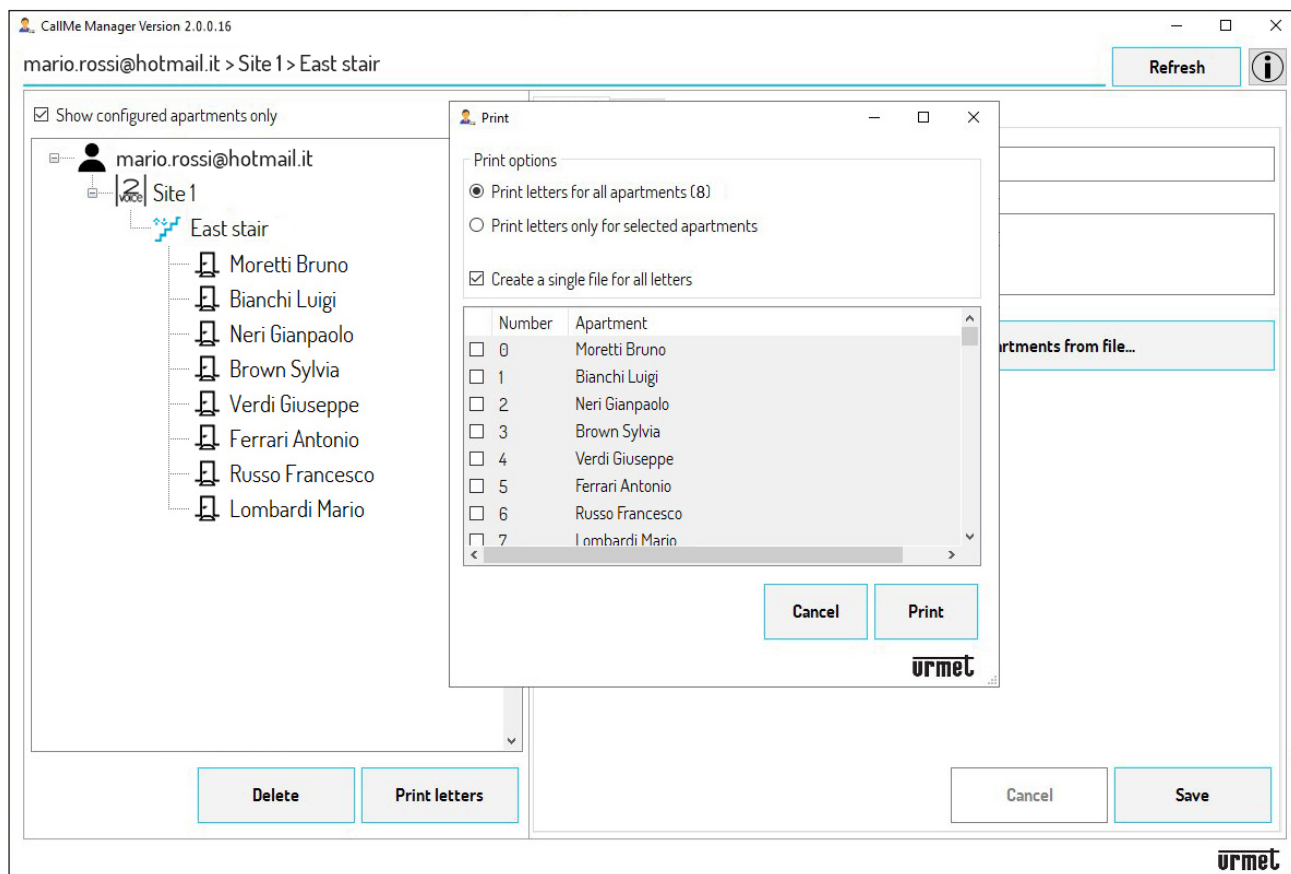 CallMe Manager Version 2.0.0.16
mario.rossi@hotmail.it > Site 1 > East stair
Refresh
Show configured apartments only
mario.rossi@hotmail.it
2 voice Site 1
East stair
Moretti Bruno
Bianchi Luigi
Neri Gianpaolo
Brown Sylvia
Verdi Giuseppe
Ferrari Antonio
Russo Francesco
Lombardi Mario
Delete Print letters
Print
Print options
Print letters for all apartments (8)
Print letters only for selected apartments
Create a single file for all letters
Number Apartment
0 Moretti Bruno
1 Bianchi Luigi
2 Neri Gianpaolo
3 Brown Sylvia
4 Verdi Giuseppe
5 Ferrari Antonio
6 Russo Francesco
7 Lombardi Mario
Cancel Print
urmet
from file...
Cancel Save
urmet